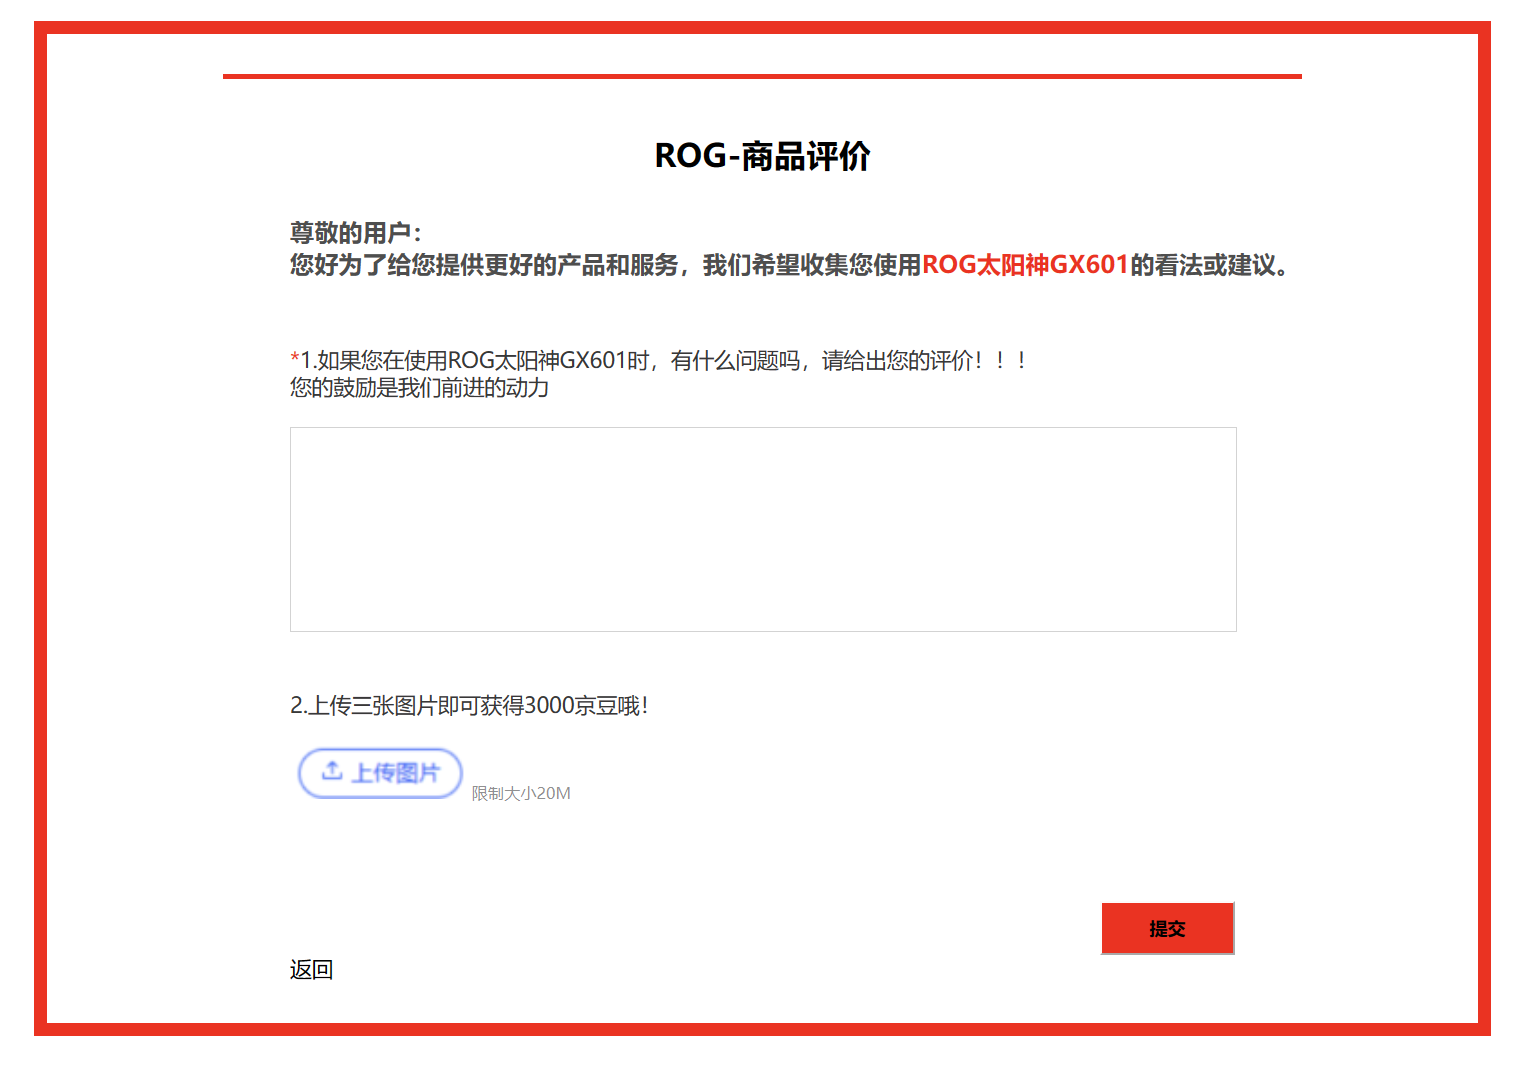 ROG-商品评价
尊敬的用户：
您好为了给您提供更好的产品和服务，我们希望收集您使用ROG太阳神GX601的看法或建议。
*1.如果您在使用ROG太阳神GX601时，有什么问题吗，请给出您的评价！！！
您的鼓励是我们前进的动力
2.上传三张图片即可获得3000京豆哦！
上传图片
限制大小20M
提交
返回